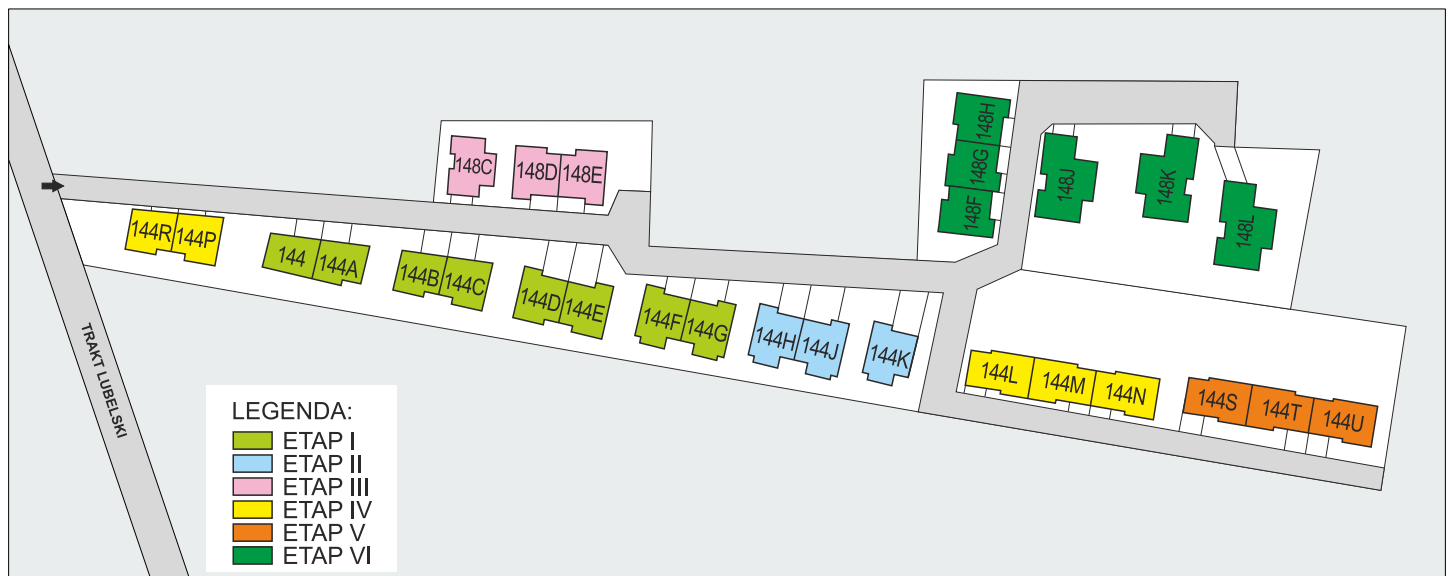 148H
148G
148F
148J
148K
148L
148C
148D
148E
144R
144P
144
144A
144B
144C
144D
144E
144F
144G
144H
144J
144K
144L
144M
144N
144S
144T
144U
TRAKT LUBELSKI
LEGENDA:
ETAP I
ETAP II
ETAP III
ETAP IV
ETAP V
ETAP VI